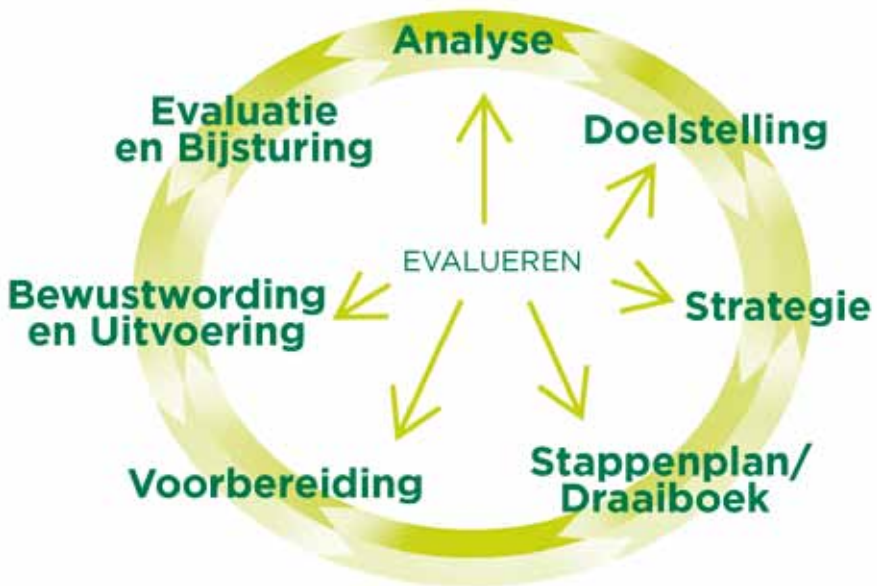 Analyse
Doelstelling
Strategie
Stappenplan/
Draaiboek
Voorbereiding
Bewustwording
en Uitvoering
Evaluatie
en Bijsturing
EVALUEREN